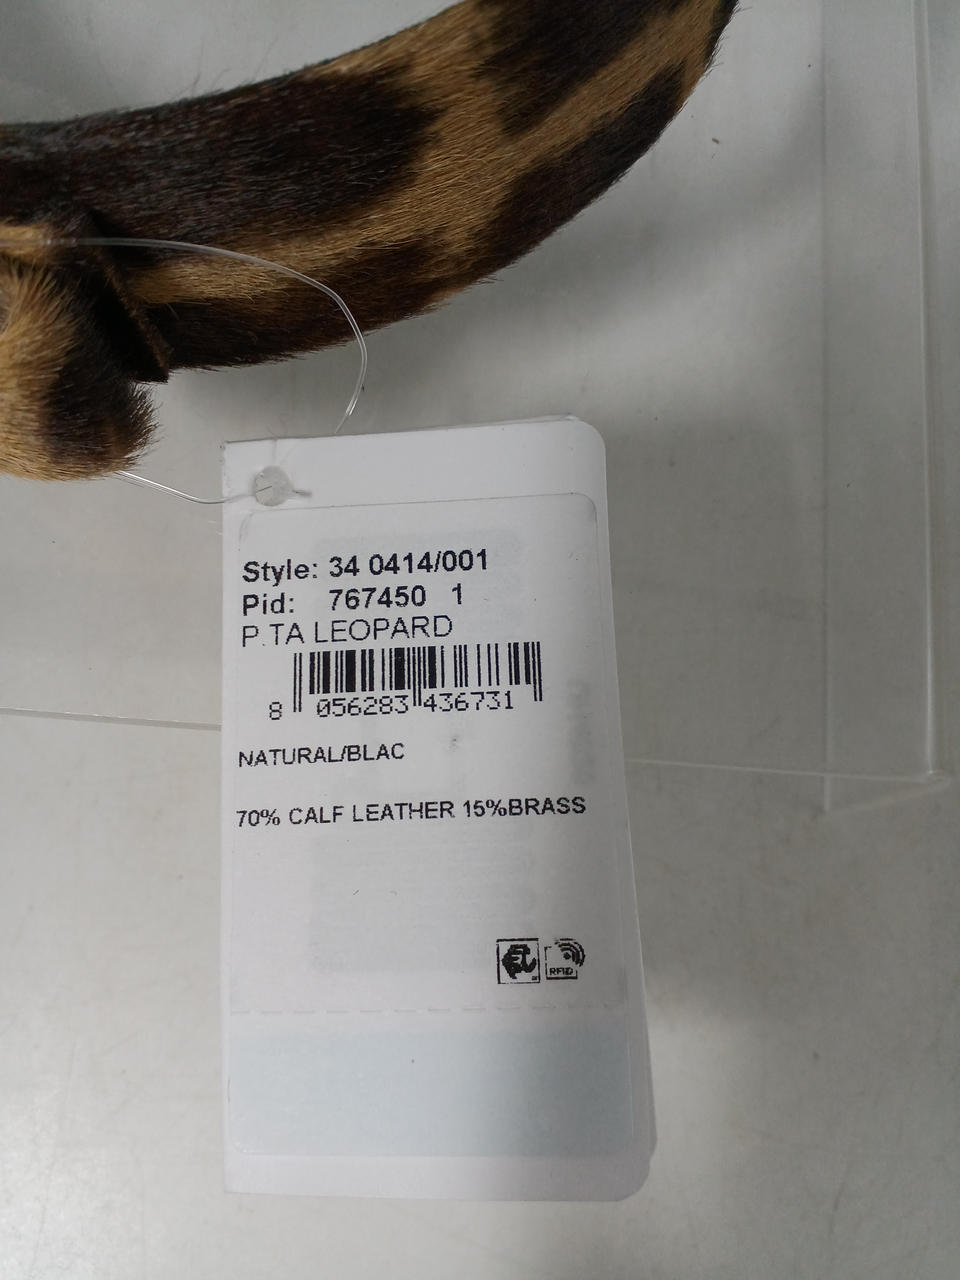 Style: 34 0414/001
Pid: 767450 1
P.TA LEOPARD
8 056283 436731
NATURAL/BLAC
70% CALF LEATHER 15%BRASS
RFID